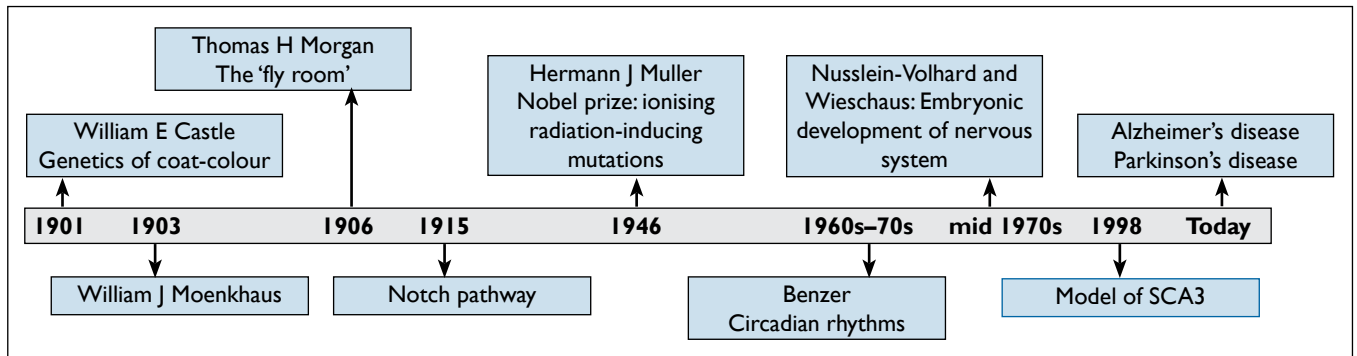 Thomas H Morgan
The ‘fly room’
William E Castle
Genetics of coat-colour
Hermann J Muller
Nobel prize: ionising
radiation-inducing
mutations
Nusslein-Volhard and
Wieschaus: Embryonic
development of nervous
system
Alzheimer’s disease
Parkinson’s disease
1901 1903 1906 1915 1946 1960s–70s mid 1970s 1998 Today
William J Moenkhaus
Notch pathway
Benzer
Circadian rhythms
Model of SCA3